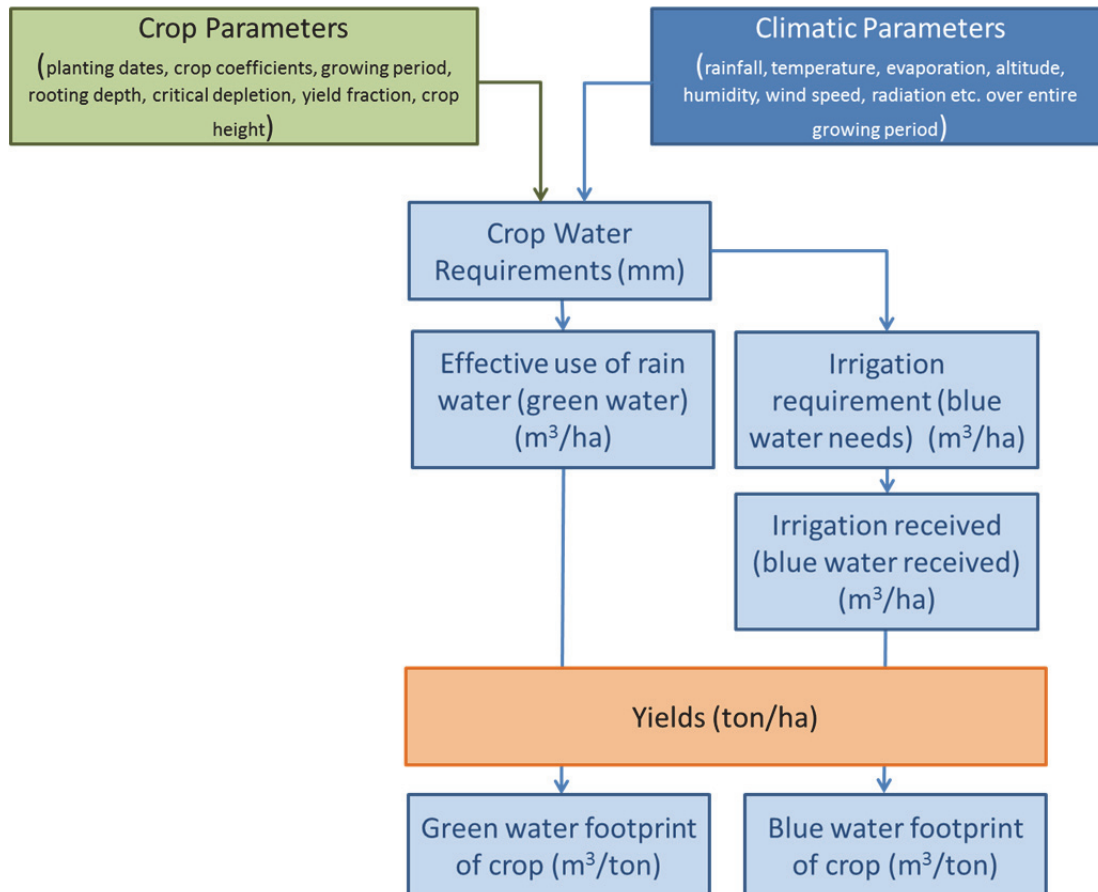 Crop Parameters
(planting dates, crop coefficients, growing period,
rooting depth, critical depletion, yield fraction, crop
height)
Climatic Parameters
(rainfall, temperature, evaporation, altitude,
humidity, wind speed, radiation etc. over entire
growing period)
Crop Water
Requirements (mm)
Effective use of rain
water (green water)
(m³/ha)
Irrigation
requirement (blue
water needs) (m³/ha)
Irrigation received
(blue water received)
(m³/ha)
Yields (ton/ha)
Green water footprint
of crop (m³/ton)
Blue water footprint
of crop (m³/ton)